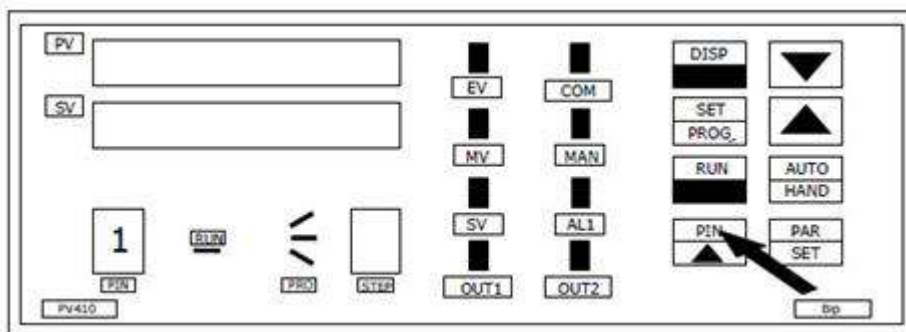 PV
SV
EV
MV
SV
OUT1
COM
MAN
AL1
OUT2
DISP
SET
PROG.
RUN
AUTO
HAND
PIN
PAR
SET
1
PIN
RUN
PRO
STEP
PV410
Bip